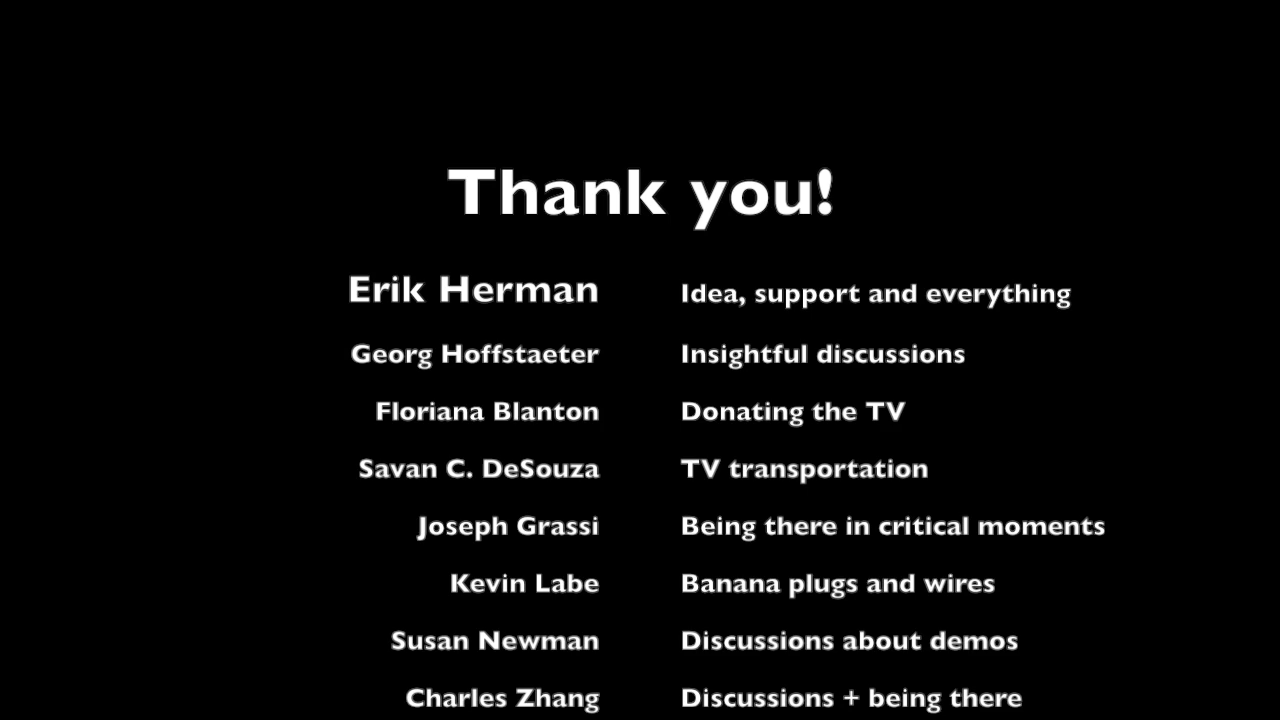 Thank you!
Erik Herman Idea, support and everything
Georg Hoffstaeter Insightful discussions
Floriana Blanton Donating the TV
Savan C. DeSouza TV transportation
Joseph Grassi Being there in critical moments
Kevin Labe Banana plugs and wires
Susan Newman Discussions about demos
Charles Zhang Discussions + being there